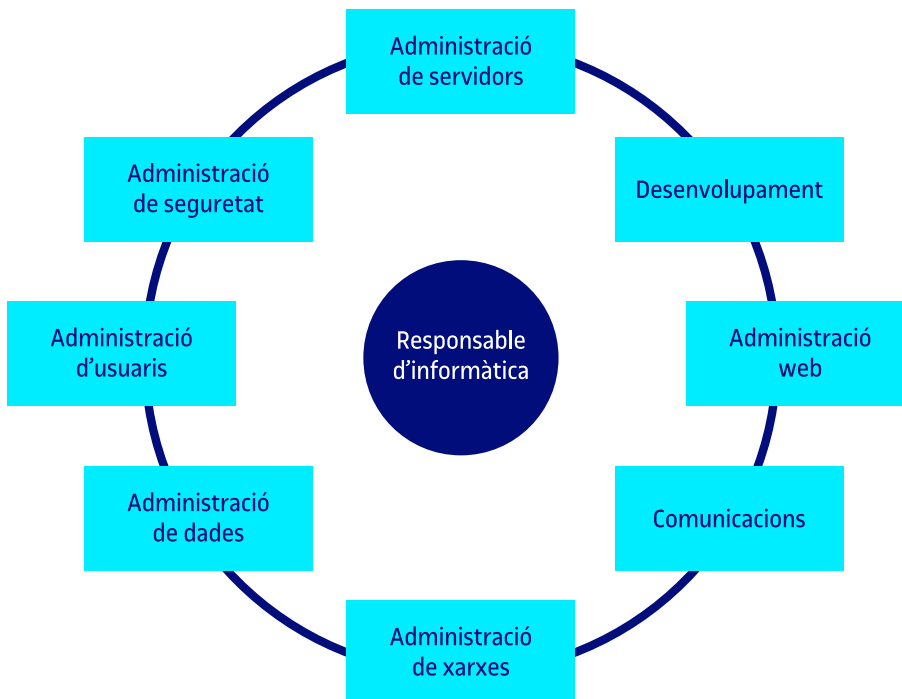 Administració
de servidors
Administració
de seguretat
Desenvolupament
Administració
d’usuaris
Responsable
d’informàtica
Administració
web
Administració
de dades
Comunicacions
Administració
de xarxes